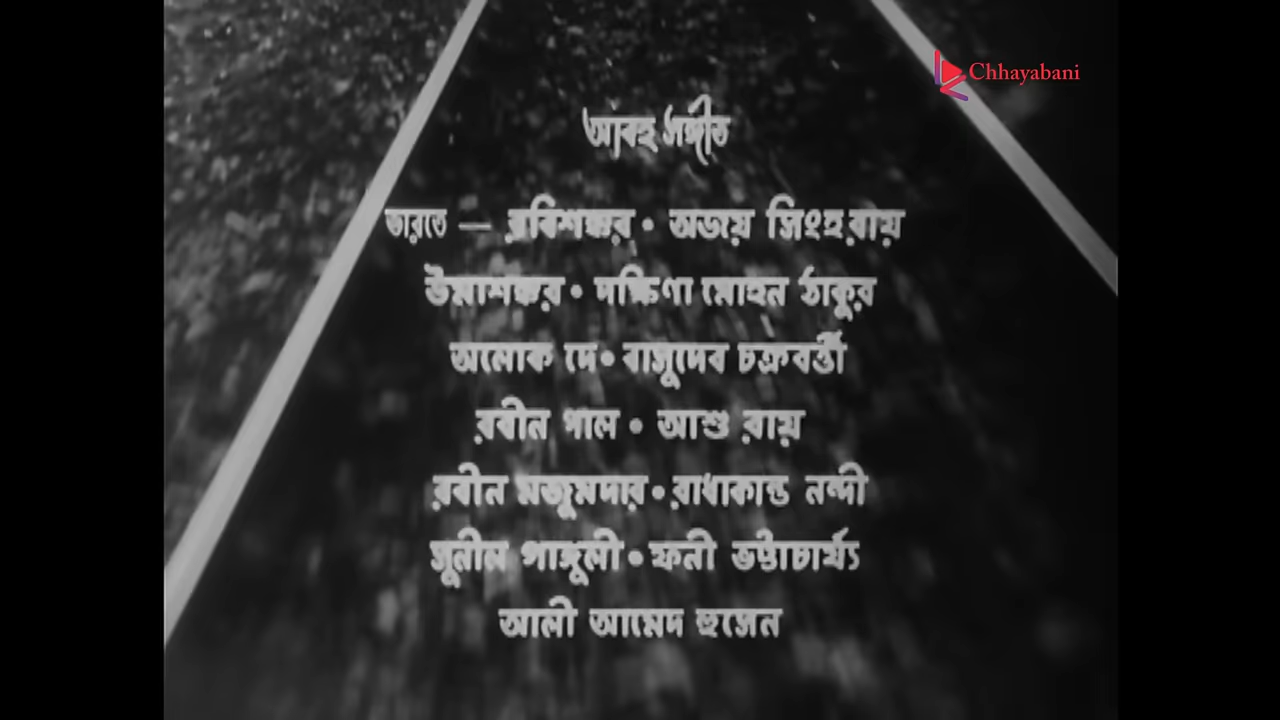 Chhayabani
আবহ সঙ্গীত
ভারতে — রবিশঙ্কর • অজয় সিংহরায়
উমাশঙ্কর • দক্ষিণা মোহন ঠাকুর
অলোক দে • বাসুদেব চক্রবর্ত্তী
রবীন পাল • আশু রায়
রবীন মজুমদার • রাধাকান্ত নন্দী
সুনীল গাঙ্গুলী • ফনী ভট্টাচার্য্য
আলী আমেদ হুসেন